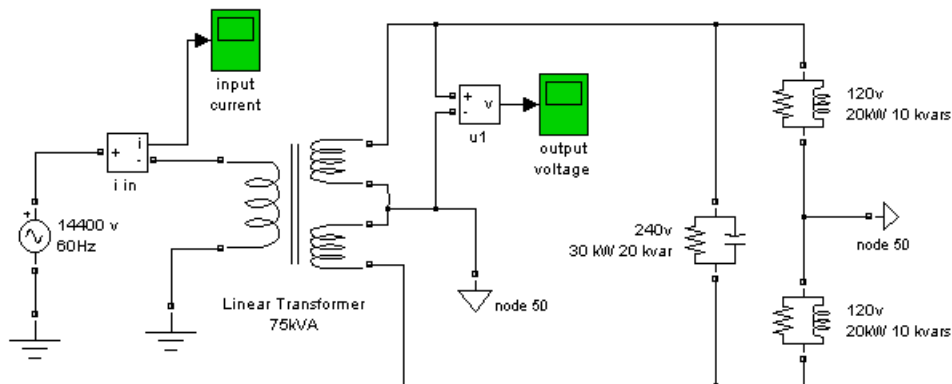 input
current
+
-
i
i in
+
14400 v
60Hz
Linear Transformer
75kVA
+
-
v
u1
output
voltage
node 50
240v
30 kW 20 kvar
120v
20kW 10 kvars
node 50
120v
20kW 10 kvars